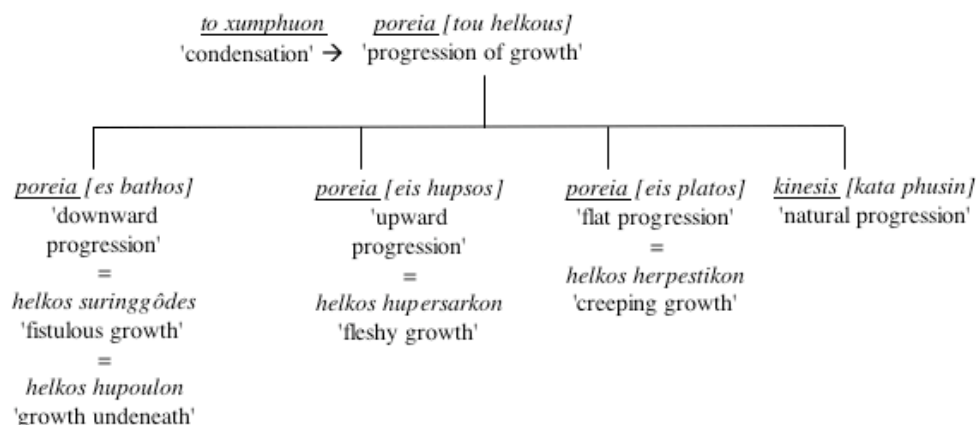 to xumphuon
'condensation' →
poreia [tou helkous]
'progression of growth'
poreia [es bathos]
'downward
progression'
=
helkos suringgôdes
'fistulous growth'
=
helkos hupoulon
'growth undeneath'
poreia [eis hupsos]
'upward
progression'
=
helkos hupersarkon
'fleshy growth'
poreia [eis platos]
'flat progression'
=
helkos herpestikon
'creeping growth'
kinesis [kata phusin]
'natural progression'